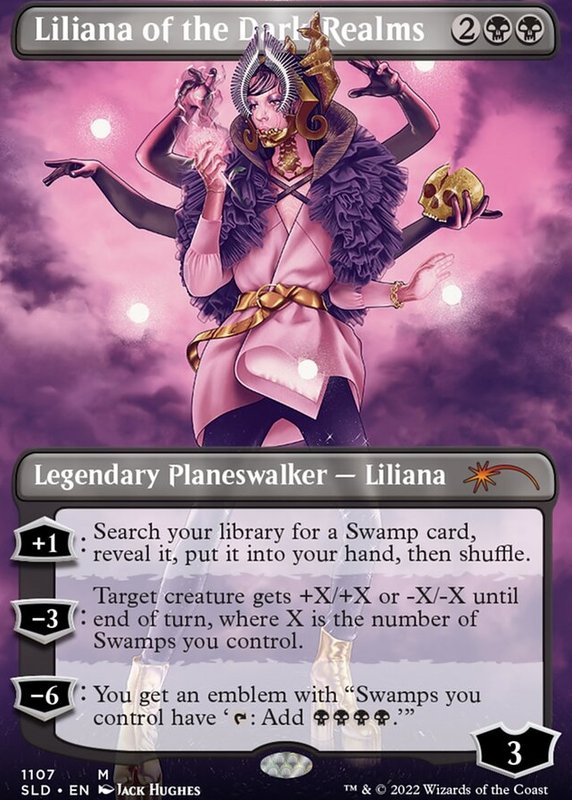 Liliana of the Dark Realms 2
Legendary Planeswalker — Liliana
+1 : Search your library for a Swamp card,
reveal it, put it into your hand, then shuffle.
−3 : Target creature gets +X/+X or -X/-X until
end of turn, where X is the number of
Swamps you control.
−6 : You get an emblem with “Swamps you
control have ‘: Add .’”
3
1107 M
SLD • EN Jack Hughes
™ & © 2022 Wizards of the Coast